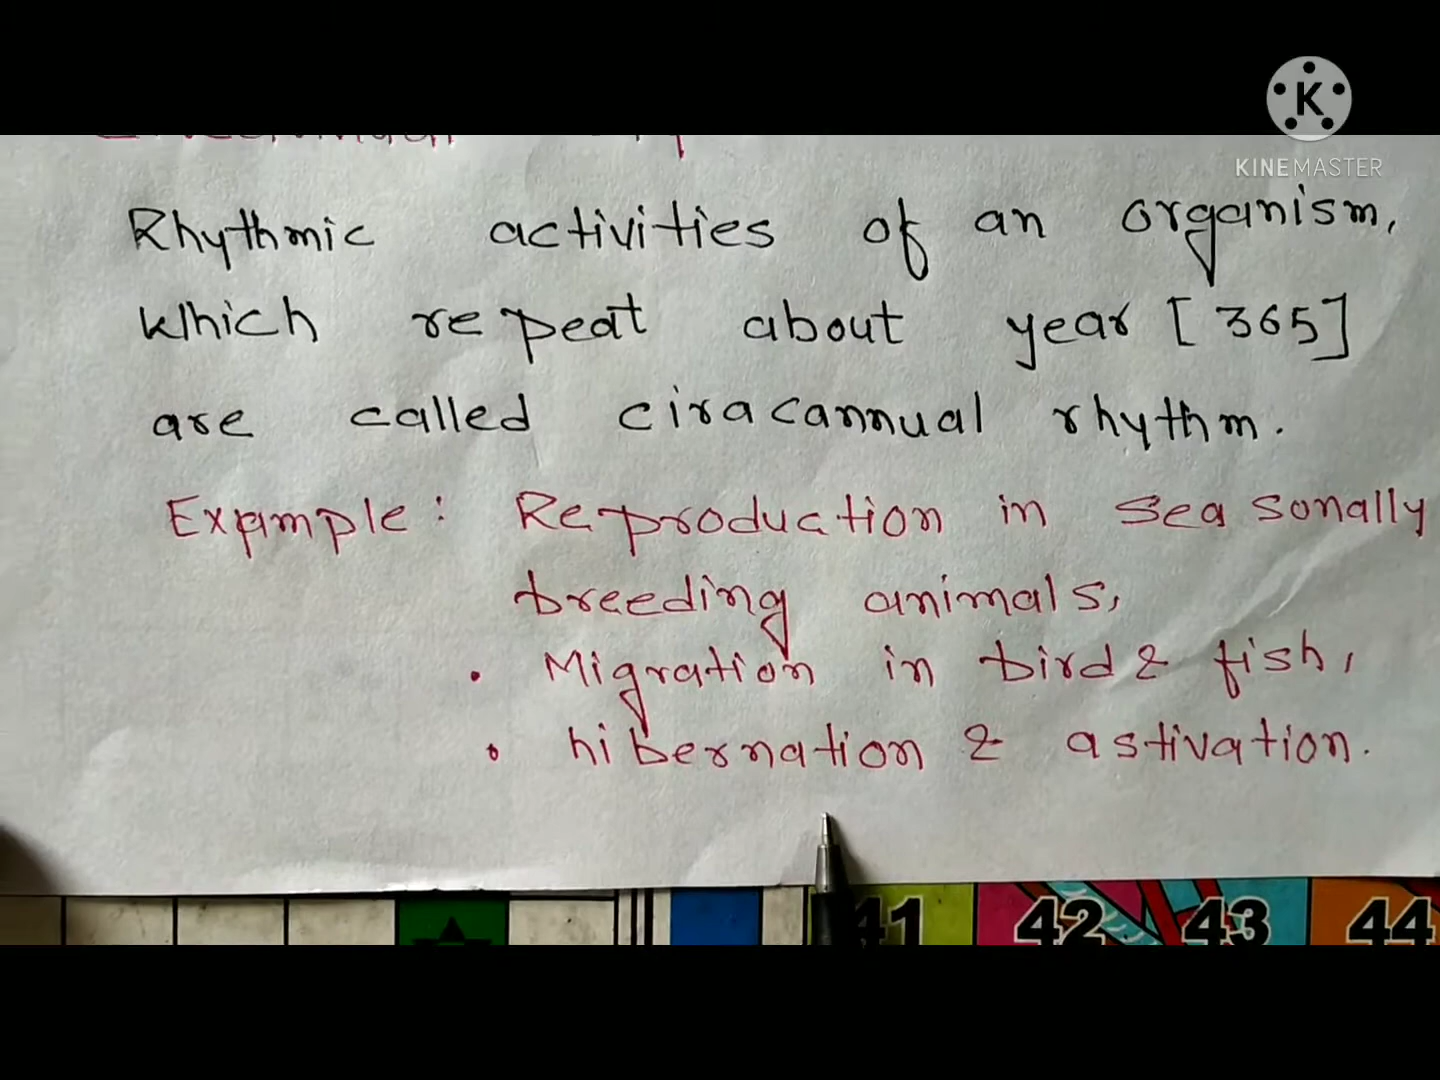 K
KINEMASTER
Rhythmic activities of an organism,
Which repeat about year [365]
are called ciracannual rhythm.
Example: Reproduction in seasonally
breeding animals,
• Migration in bird & fish,
• hibernation & astivation.
41 42 43 44